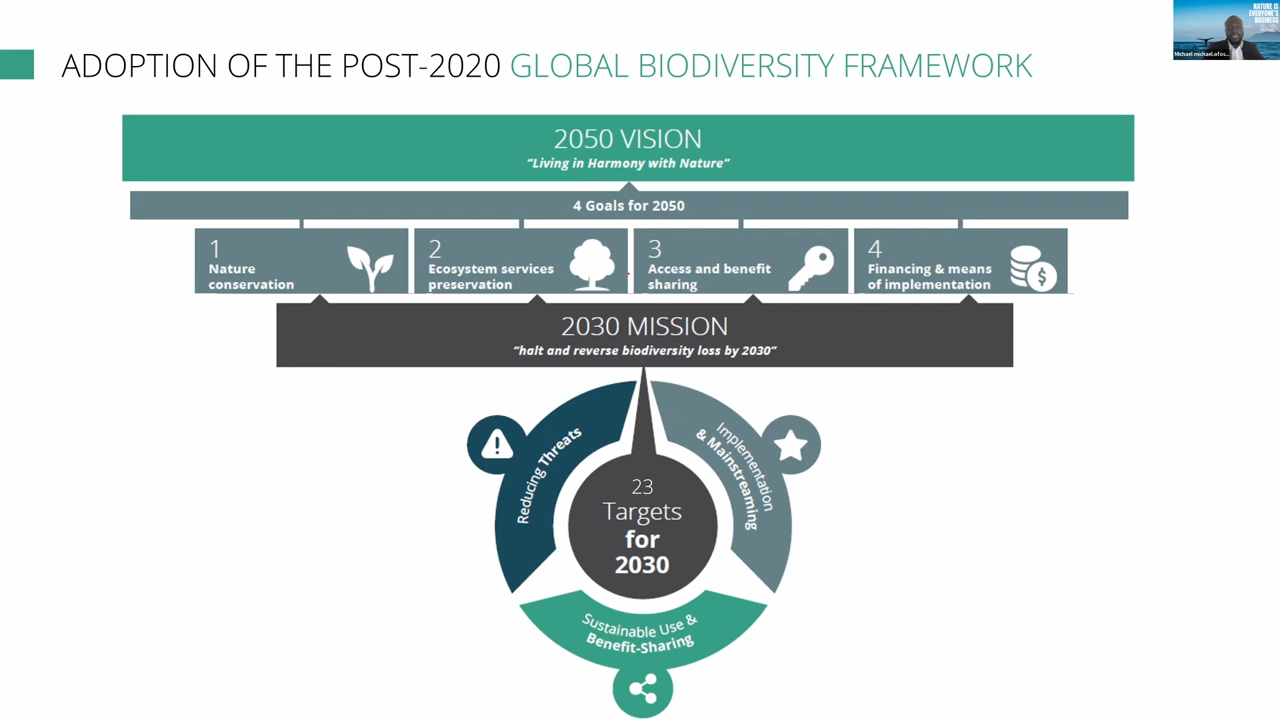 ADOPTION OF THE POST-2020 GLOBAL BIODIVERSITY FRAMEWORK
NATURE IS
EVERYONE'S
BUSINESS
Michael michael.ofos...
2050 VISION
“Living in Harmony with Nature”
4 Goals for 2050
1
Nature
conservation
2
Ecosystem services
preservation
3
Access and benefit
sharing
4
Financing & means
of implementation
$
2030 MISSION
“halt and reverse biodiversity loss by 2030”
Reducing Threats
Implementation
& Mainstreaming
23
Targets
for
2030
Sustainable Use &
Benefit-Sharing